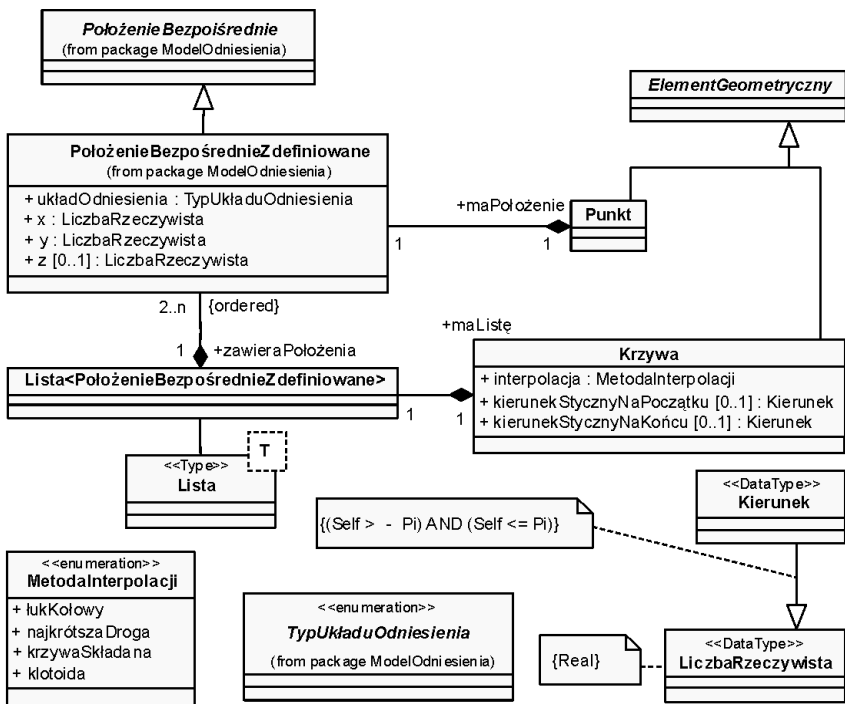 PołożenieBezpoiśrednie
(from package ModelOdniesienia)
ElementGeometryczny
PołożenieBezpośrednieZdefiniowane
(from package ModelOdniesienia)
+ układOdniesienia : TypUkładuOdniesienia
+ x : LiczbaRzeczywista
+ y : LiczbaRzeczywista
+ z [0..1] : LiczbaRzeczywista
+maPołożenie
1
1
Punkt
2..n
{ordered}
1
+zawieraPołożenia
+maListę
Lista<PołożenieBezpośrednieZdefiniowane>
1
1
Krzywa
+ interpolacja : MetodaInterpolacji
+ kierunekStycznyNaPoczątku [0..1] : Kierunek
+ kierunekStycznyNaKońcu [0..1] : Kierunek
T
<<Type>>
Lista
{(Self > - Pi) AND (Self <= Pi)}
<<DataType>>
Kierunek
<<enumeration>>
MetodaInterpolacji
+ łukKołowy
+ najkrótszaDroga
+ krzywaSkładana
+ klotoida
<<enumeration>>
TypUkładuOdniesienia
(from package ModelOdniesienia)
{Real}
<<DataType>>
LiczbaRzeczywista